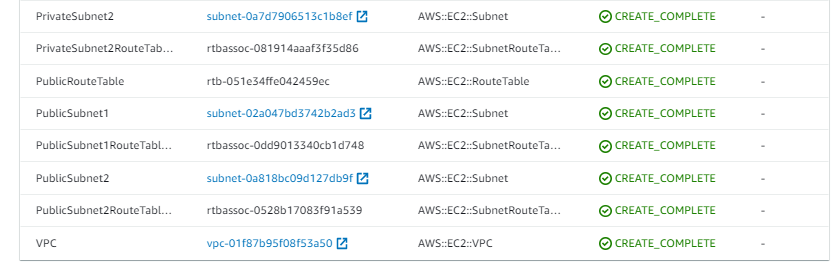 PrivateSubnet2 subnet-0a7d7906513c1b8ef AWS::EC2::Subnet CREATE_COMPLETE -
PrivateSubnet2RouteTab... rtbassoc-081914aaaf3f35d86 AWS::EC2::SubnetRouteTa... CREATE_COMPLETE -
PublicRouteTable rtb-051e34ffe042459ec AWS::EC2::RouteTable CREATE_COMPLETE -
PublicSubnet1 subnet-02a047bd3742b2ad3 AWS::EC2::Subnet CREATE_COMPLETE -
PublicSubnet1RouteTabl... rtbassoc-0dd9013340cb1d748 AWS::EC2::SubnetRouteTa... CREATE_COMPLETE -
PublicSubnet2 subnet-0a818bc09d127db9f AWS::EC2::Subnet CREATE_COMPLETE -
PublicSubnet2RouteTabl... rtbassoc-0528b17083f91a539 AWS::EC2::SubnetRouteTa... CREATE_COMPLETE -
VPC vpc-01f87b95f08f53a50 AWS::EC2::VPC CREATE_COMPLETE -